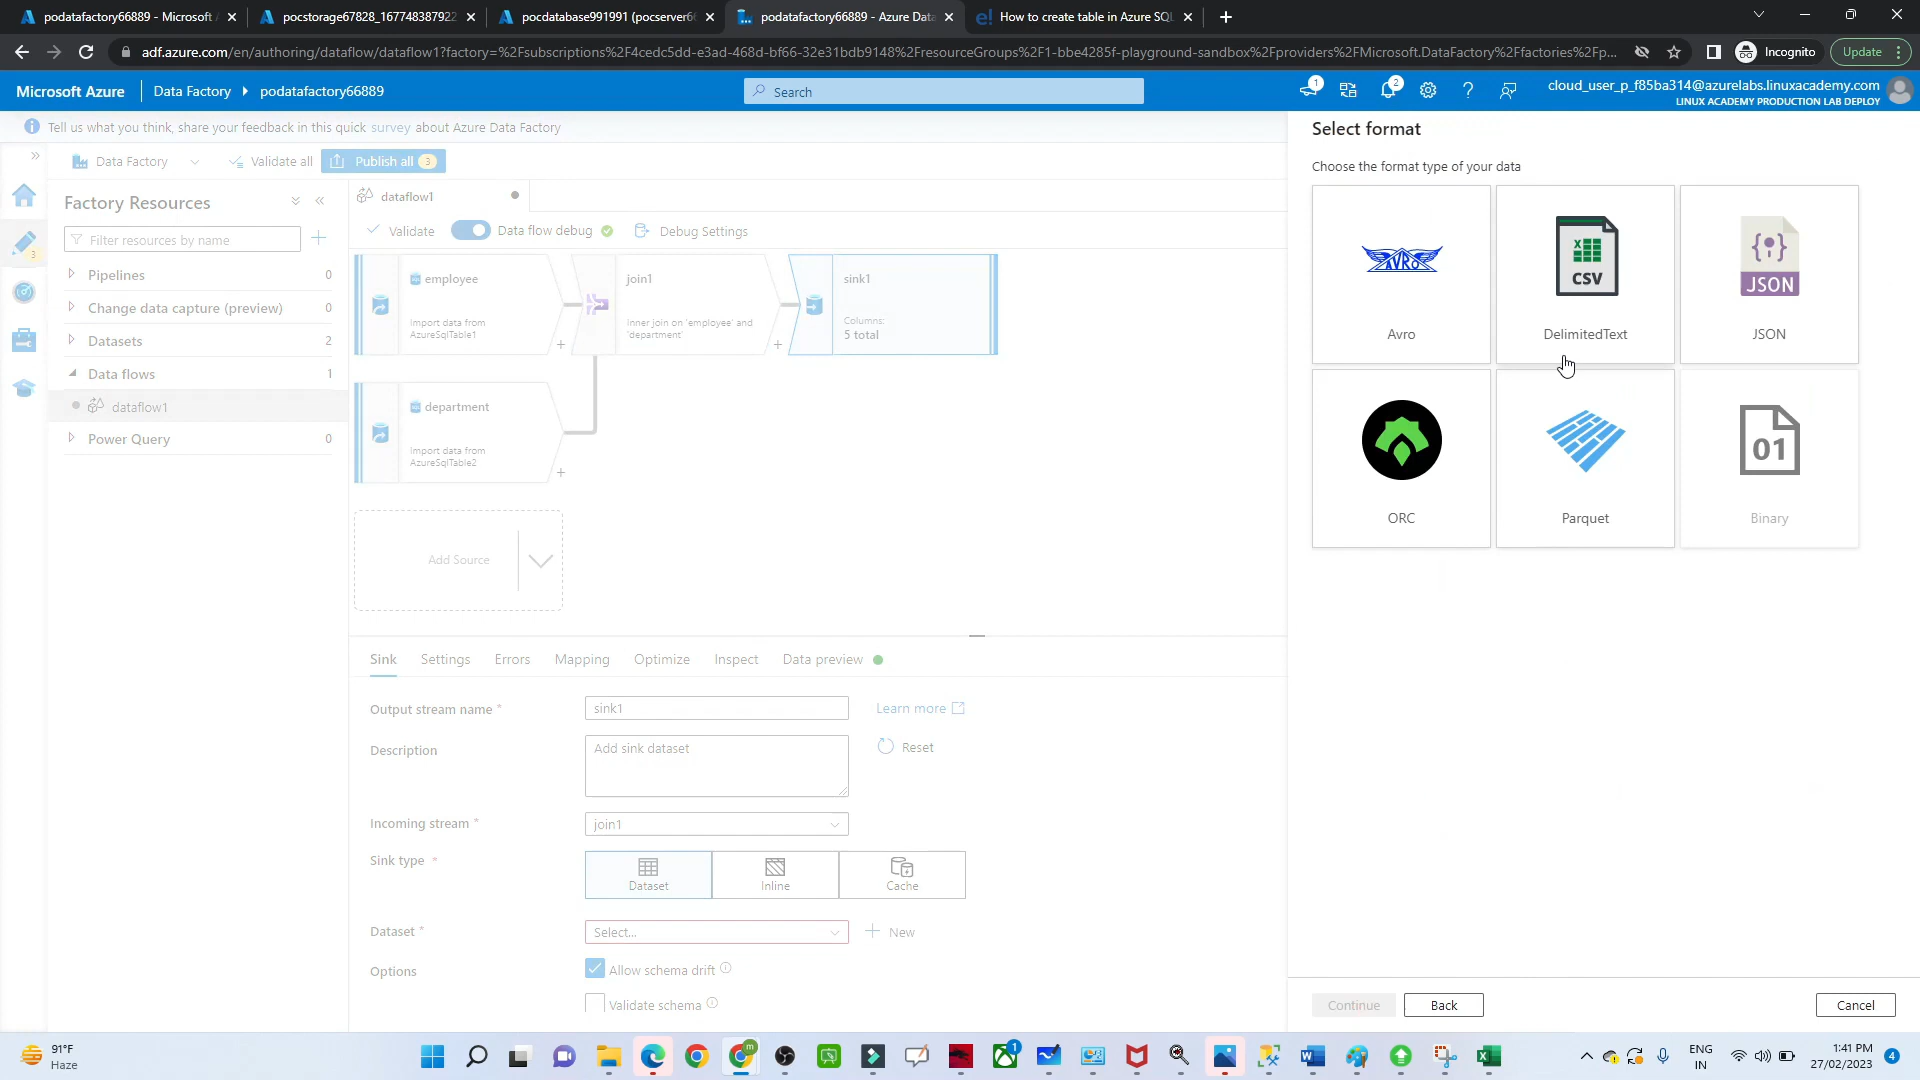 podatafactory66889 - Microsoft
pocstorage67828_167748387922
pocdatabase991991 (pocserver6
podatafactory66889 - Azure Data
How to create table in Azure SQL
adf.azure.com/en/authoring/dataflow/dataflow1?factory=%2Fsubscriptions%2F4cedc5dd-e3ad-468d-bf66-32e31bdb9148%2FresourceGroups%2F1-bbe4285f-playground-sandbox%2Fproviders%2FMicrosoft.DataFactory%2Ffactories%2Fp...
Incognito
Update
Microsoft Azure
Data Factory
podatafactory66889
Search
1
2
cloud_user_p_f85ba314@azurelabs.linuxacademy.com
LINUX ACADEMY PRODUCTION LAB DEPLOY
Tell us what you think, share your feedback in this quick survey about Azure Data Factory
Data Factory
Validate all
Publish all 3
3
Factory Resources
Filter resources by name
Pipelines 0
Change data capture (preview) 0
Datasets 2
Data flows 1
dataflow1
Power Query 0
dataflow1
Validate
Data flow debug
Debug Settings
employee
Import data from
AzureSqlTable1
join1
Inner join on 'employee' and
'department'
sink1
Columns:
5 total
department
Import data from
AzureSqlTable2
Add Source
Sink
Settings
Errors
Mapping
Optimize
Inspect
Data preview
Output stream name *
sink1
Learn more
Description
Add sink dataset
Reset
Incoming stream *
join1
Sink type *
Dataset
Inline
Cache
Dataset *
Select...
New
Options
Allow schema drift
Validate schema
Select format
Choose the format type of your data
AVRO
Avro
CSV
DelimitedText
JSON
JSON
ORC
Parquet
01
Binary
Continue
Back
Cancel
91°F
Haze
m
1
ENG
IN
1:41 PM
27/02/2023
4